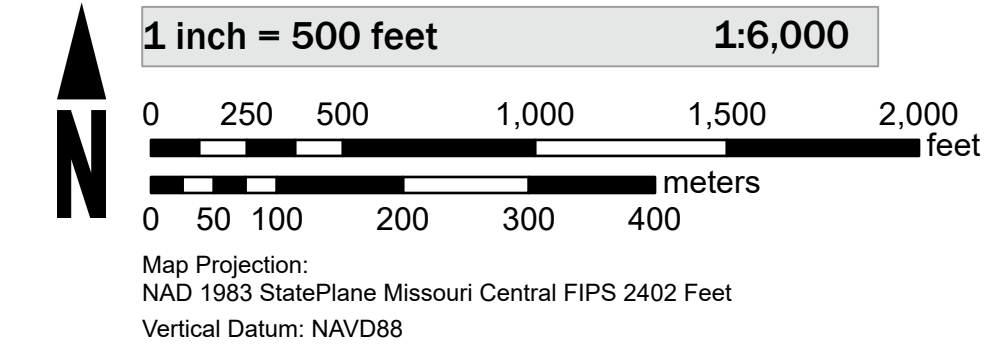 1 inch = 500 feet 1:6,000
0 250 500 1,000 1,500 2,000
feet
meters
0 50 100 200 300 400
N
Map Projection:
NAD 1983 StatePlane Missouri Central FIPS 2402 Feet
Vertical Datum: NAVD88